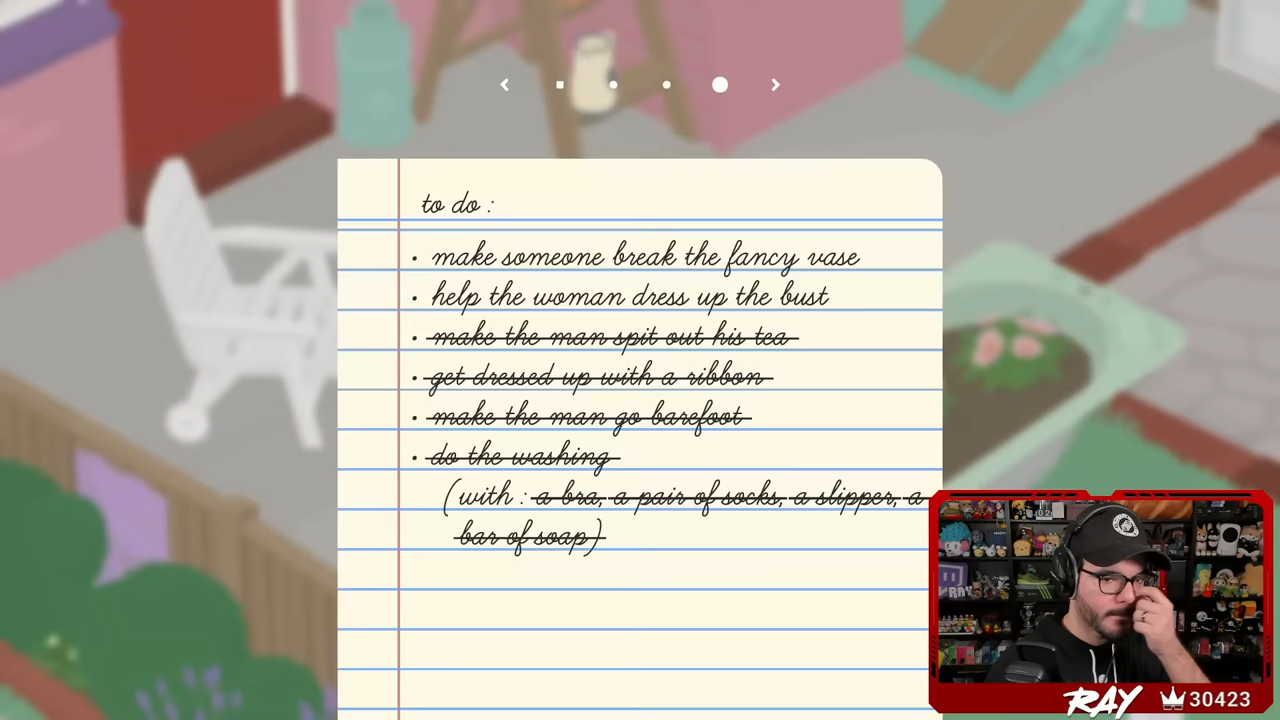 to do :
• make someone break the fancy vase
• help the woman dress up the bust
• make the man spit out his tea
• get dressed up with a ribbon
• make the man go barefoot
• do the washing
(with : a bra, a pair of socks, a slipper, a
bar of soap)
RAY 30423